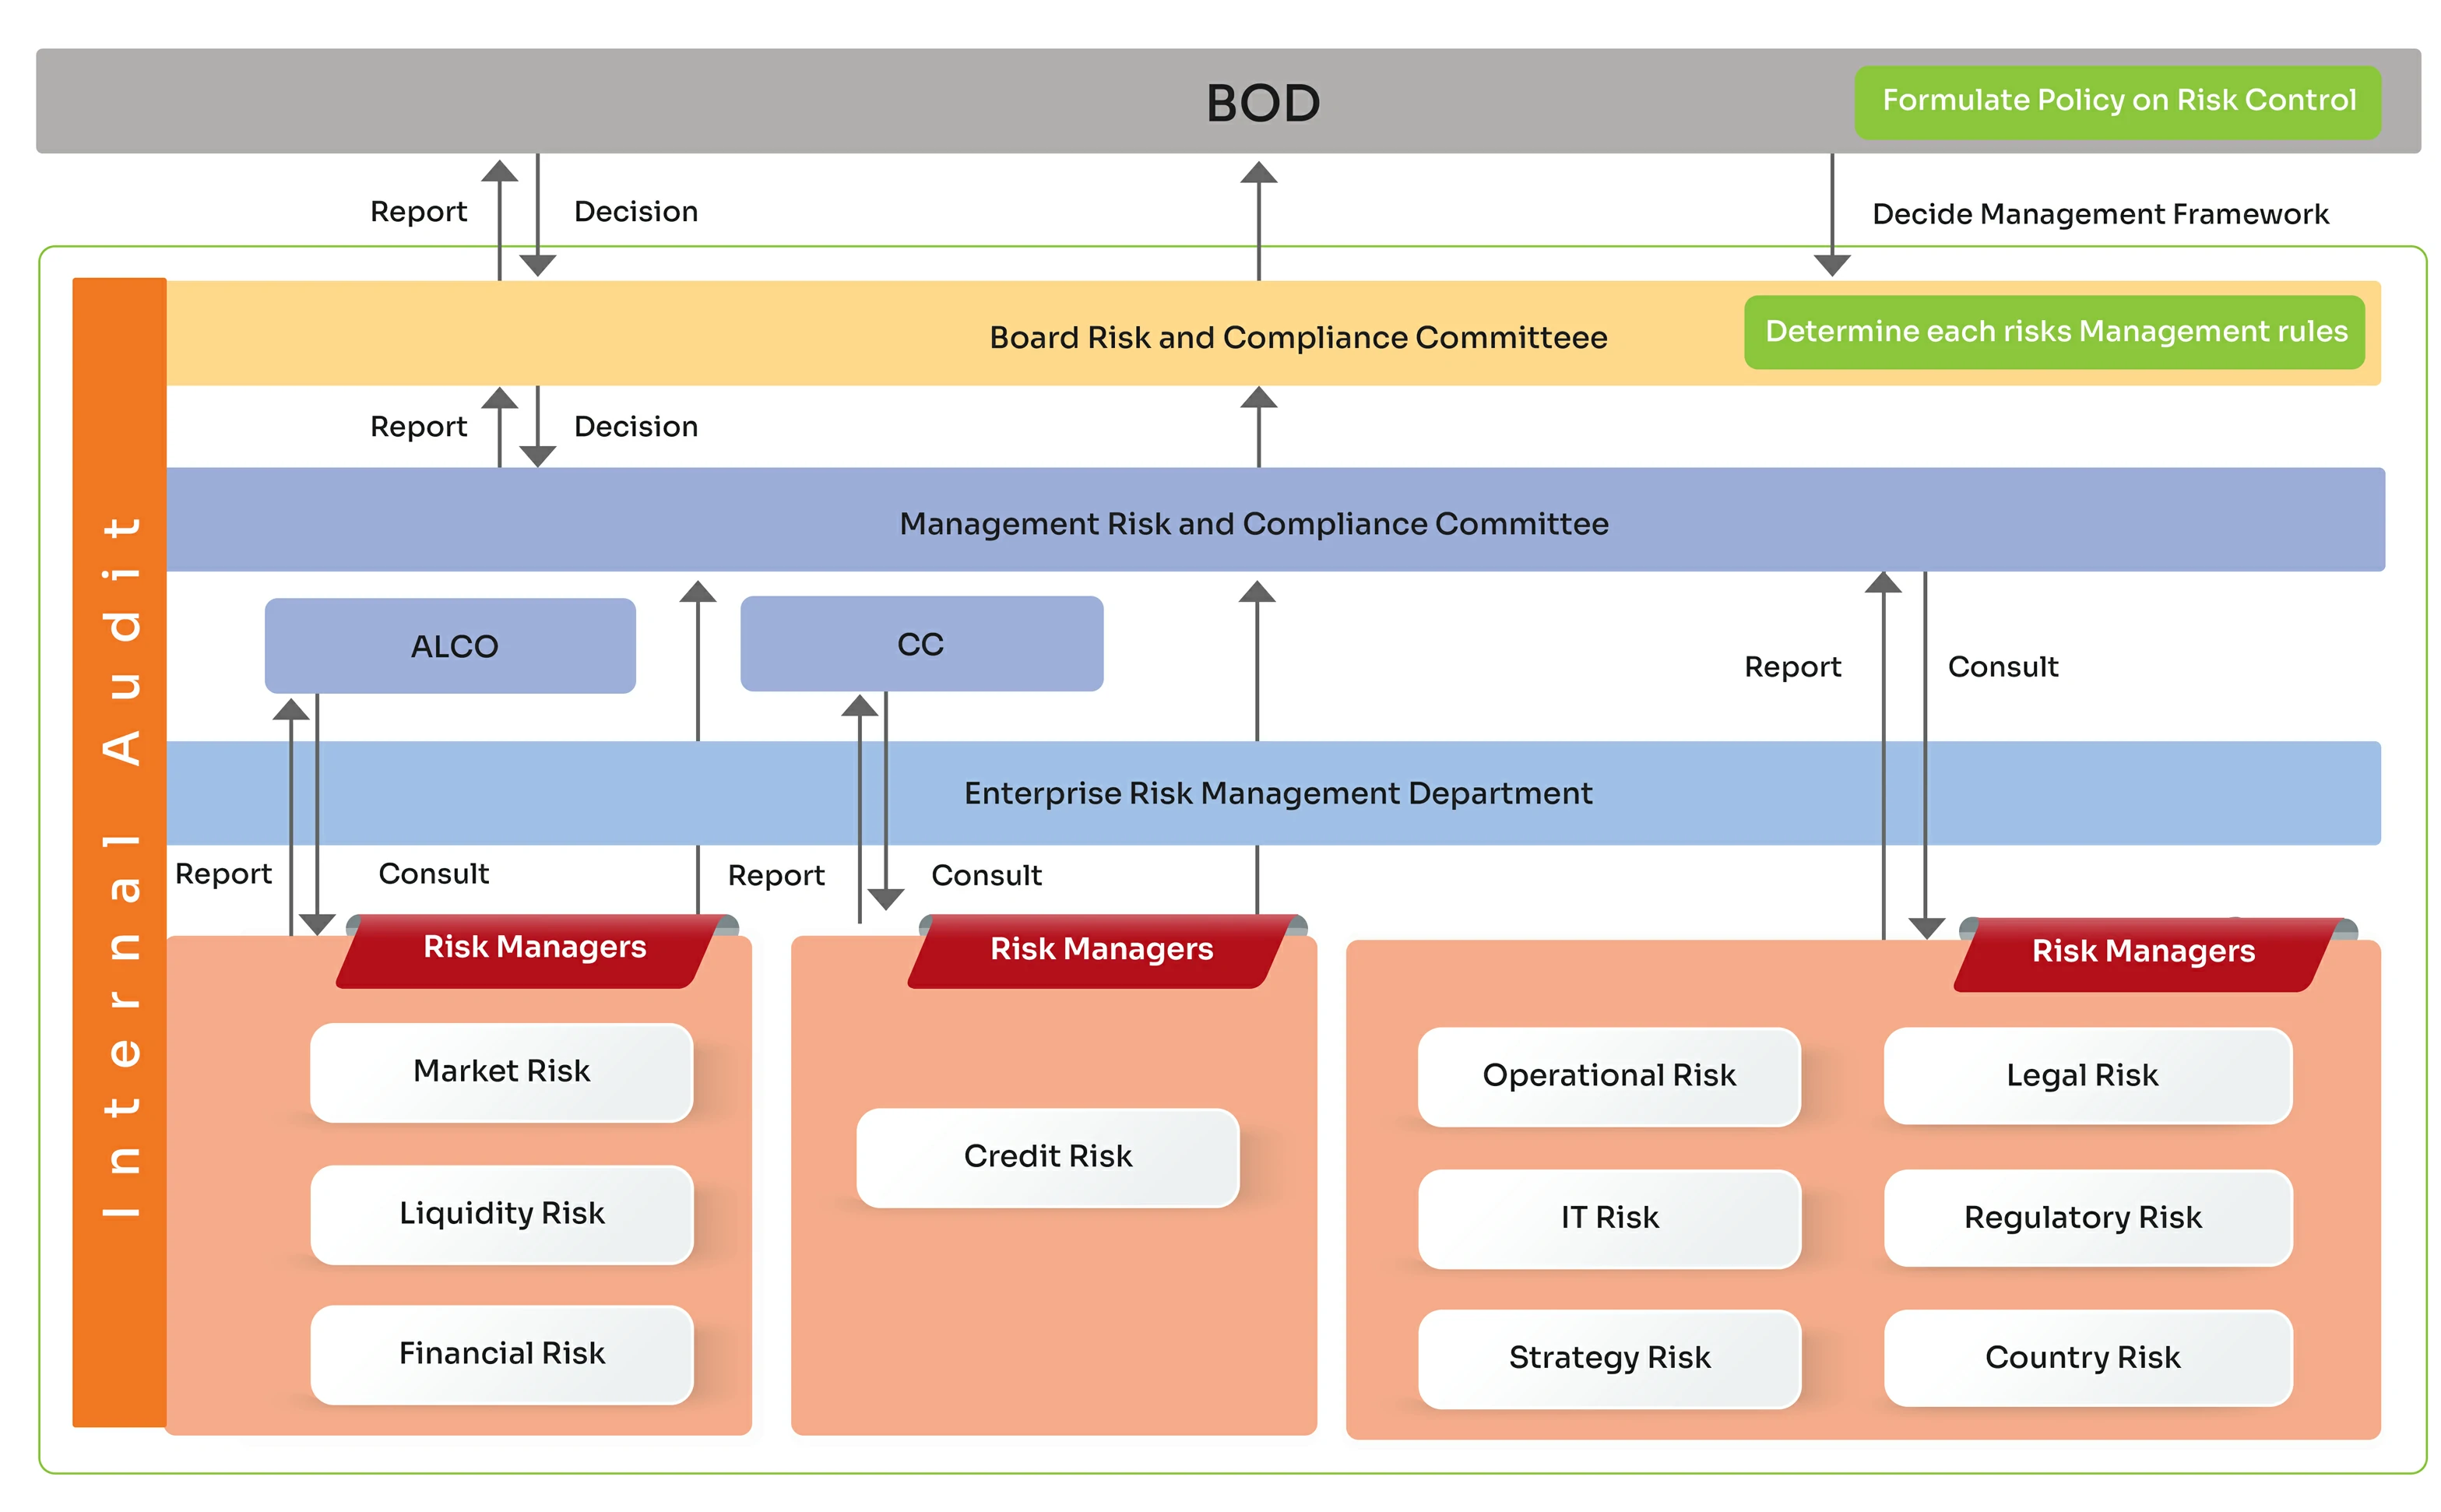 BOD
Formulate Policy on Risk Control
Report
Decision
Decide Management Framework
Board Risk and Compliance Committeee
Determine each risks Management rules
Report
Decision
Management Risk and Compliance Committee
ALCO
CC
Report
Consult
Enterprise Risk Management Department
Report
Consult
Report
Consult
Internal Audit
Risk Managers
Market Risk
Liquidity Risk
Financial Risk
Risk Managers
Credit Risk
Risk Managers
Operational Risk
Legal Risk
IT Risk
Regulatory Risk
Strategy Risk
Country Risk